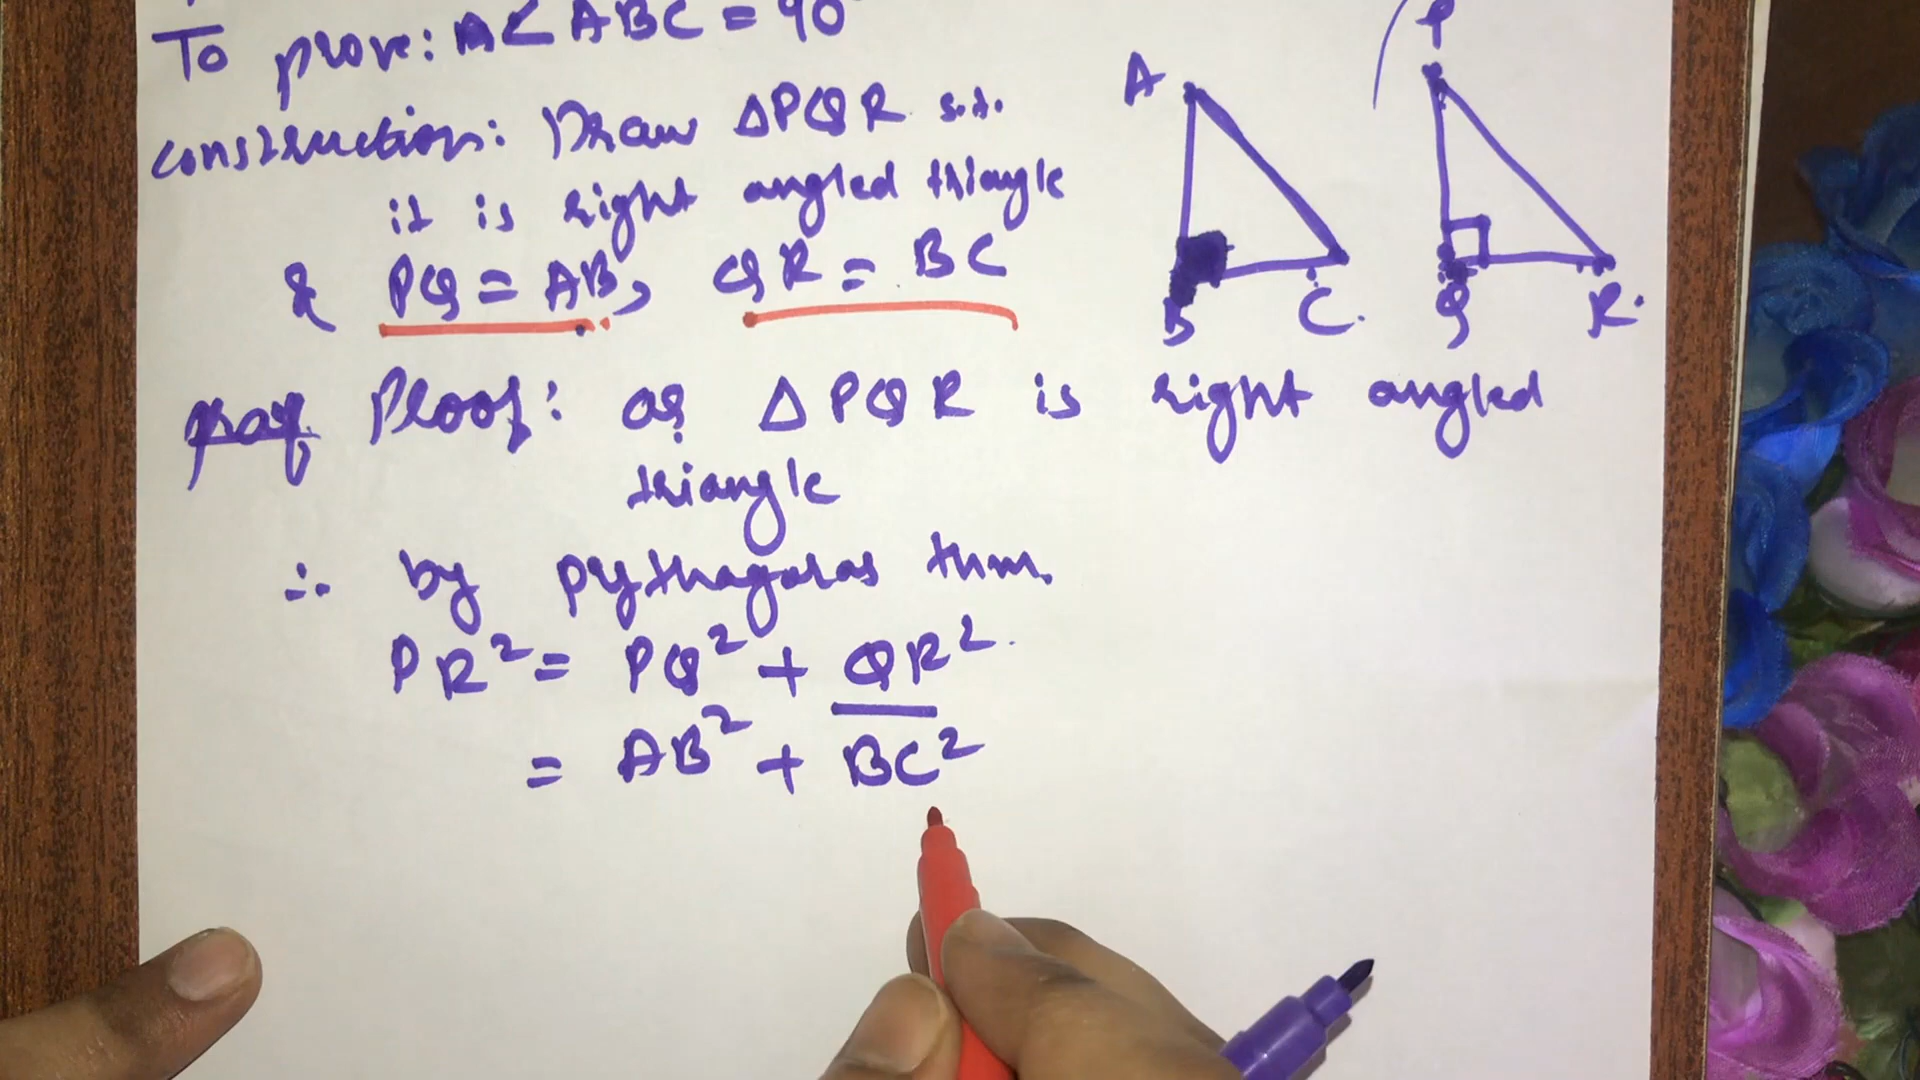 To prove: m∠ABC = 90°
construction: Draw ΔPQR s.t.
it is right angled triangle
& PQ = AB, QR = BC
A
B
C.
P
Q
R.
proof Proof: as ΔPQR is right angled
triangle
∴ by pythagoras thm.
PR² = PQ² + QR².
= AB² + BC²